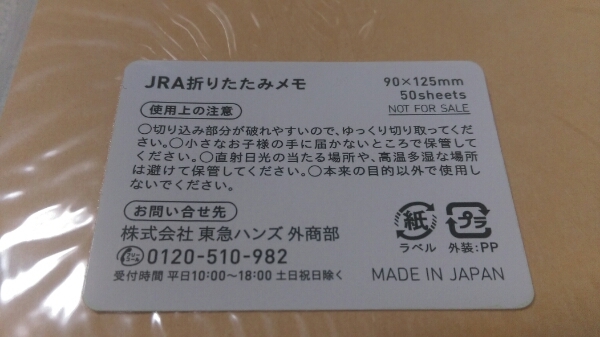 JRA折りたたみメモ
90×125mm
50sheets
NOT FOR SALE
使用上の注意
○切り込み部分が破れやすいので、ゆっくり切り取ってくだ
さい。○小さなお子様の手に届かないところで保管して
ください。○直射日光の当たる場所や、高温多湿な場所
は避けて保管してください。○本来の目的以外で使用し
ないでください。
お問い合せ先
株式会社 東急ハンズ 外商部
0120-510-982
受付時間 平日10:00〜18:00 土日祝日除く
紙
ラベル
プラ
外装:PP
MADE IN JAPAN